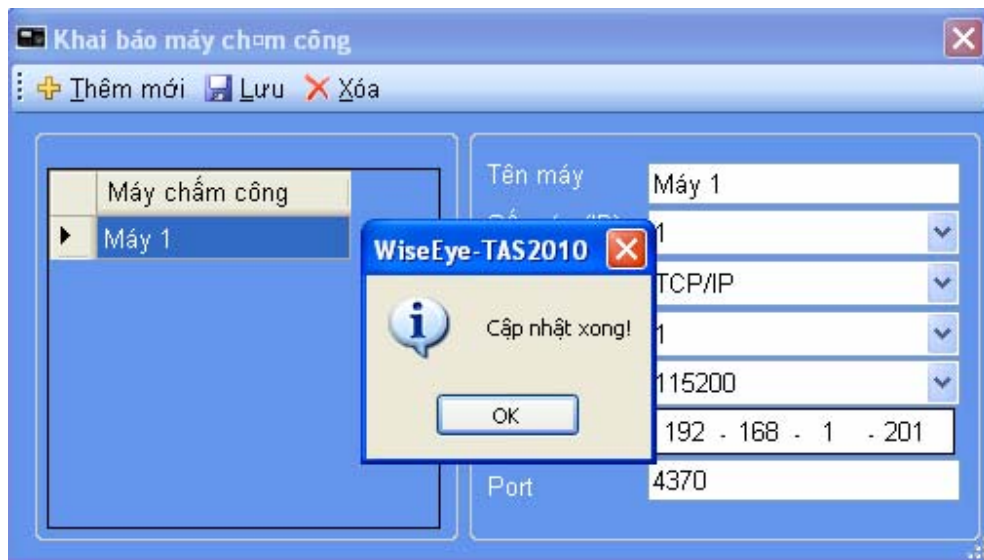 Khai báo máy ch¤m công
Thêm mới Lưu Xóa
Máy chấm công
Máy 1
Tên máy
Máy 1
1
TCP/IP
1
115200
192 . 168 . 1 . 201
Port
4370
WiseEye-TAS2010
Cập nhật xong!
OK